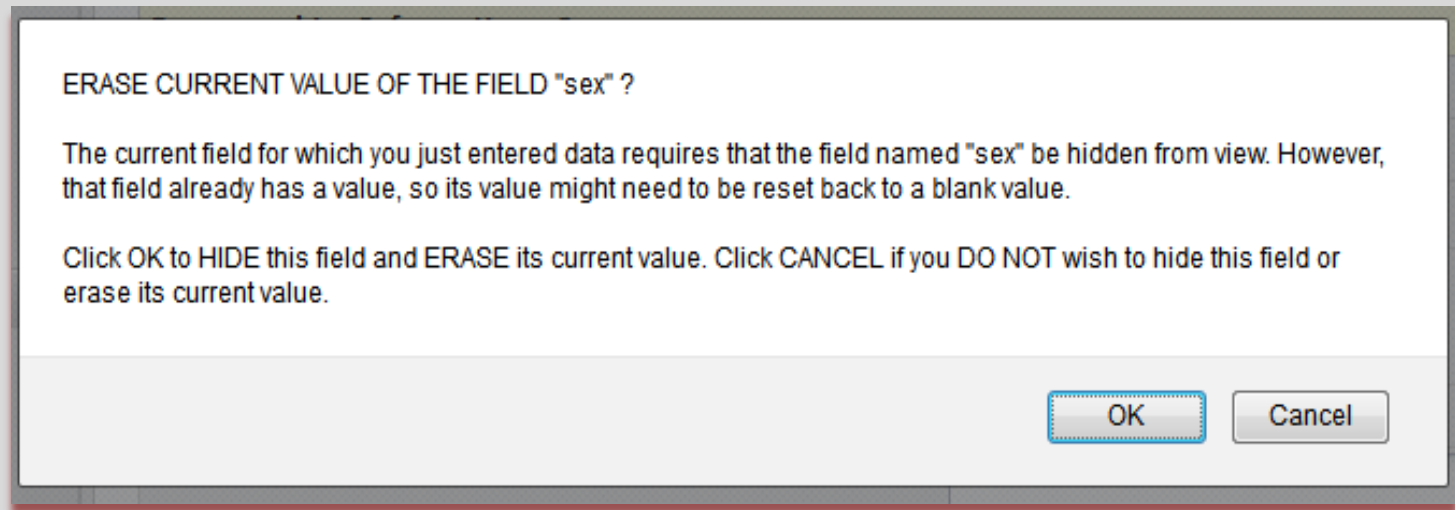 ERASE CURRENT VALUE OF THE FIELD "sex" ?
The current field for which you just entered data requires that the field named "sex" be hidden from view. However,
that field already has a value, so its value might need to be reset back to a blank value.
Click OK to HIDE this field and ERASE its current value. Click CANCEL if you DO NOT wish to hide this field or
erase its current value.
OK
Cancel